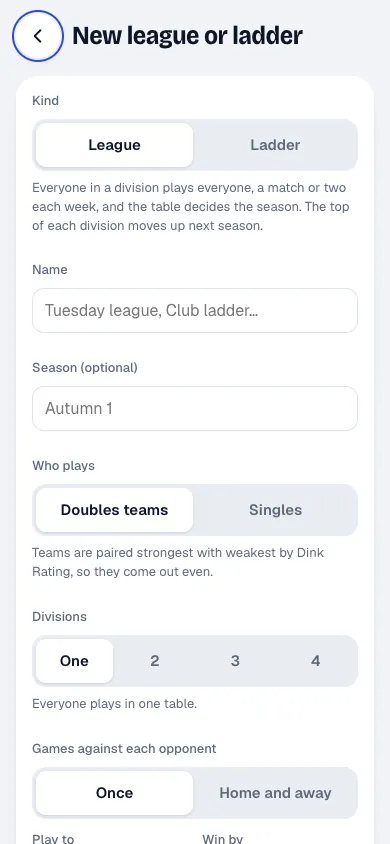 New league or ladder
Kind
League
Ladder
Everyone in a division plays everyone, a match or two
each week, and the table decides the season. The top
of each division moves up next season.
Name
Tuesday league, Club ladder...
Season (optional)
Autumn 1
Who plays
Doubles teams
Singles
Teams are paired strongest with weakest by Dink
Rating, so they come out even.
Divisions
One
2
3
4
Everyone plays in one table.
Games against each opponent
Once
Home and away
Play to
Win by